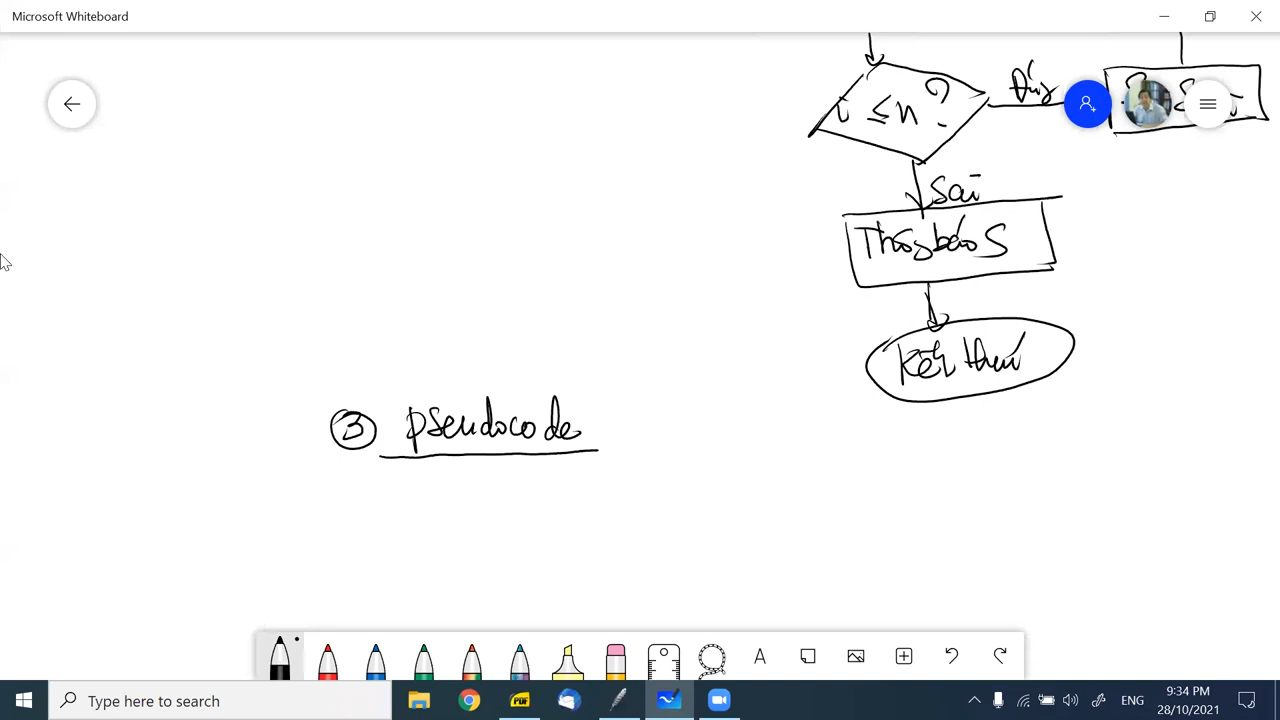 Microsoft Whiteboard
i ≤ n ?
Đúng
Sai
Thông báo S
Kết thúc
③ pseudocode
A
Type here to search
PDF
ENG
9:34 PM
28/10/2021